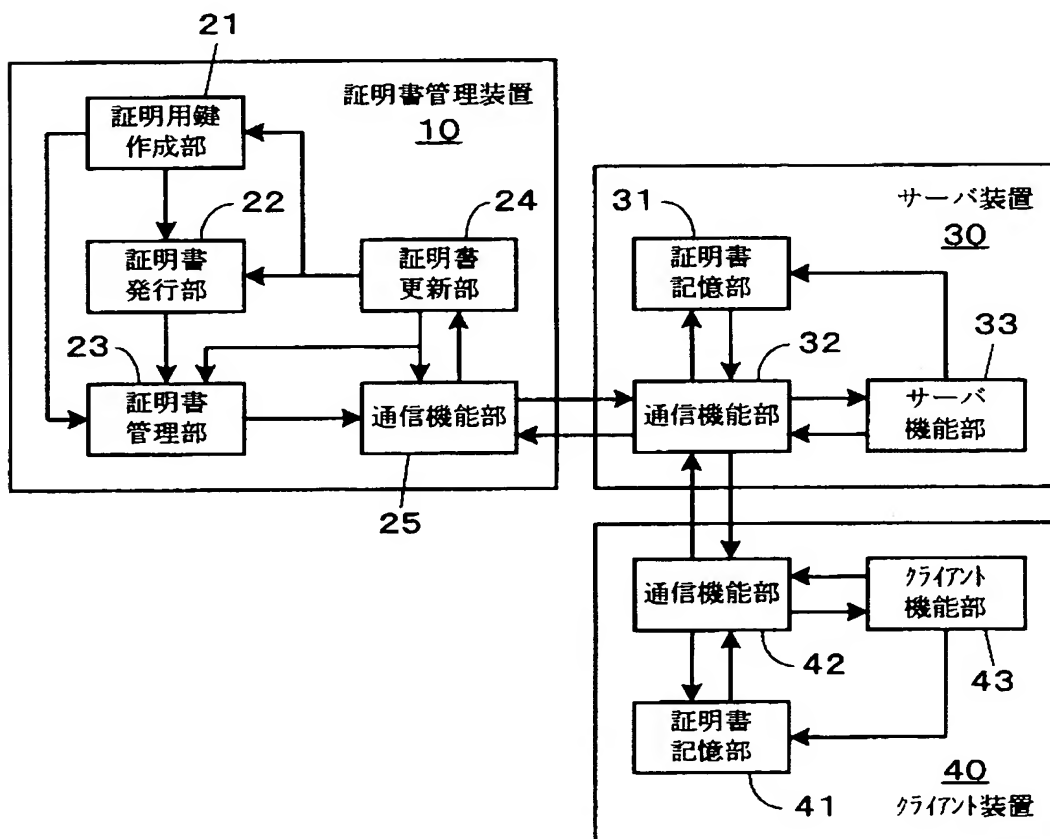 21
証明書管理装置
10
証明用鍵
作成部
22
24
証明書
発行部
証明書
更新部
23
証明書
管理部
通信機能部
25
サーバ装置
30
31
証明書
記憶部
32
33
通信機能部
サーバ
機能部
通信機能部
クライアント
機能部
42
43
証明書
記憶部
41
40
クライアント装置